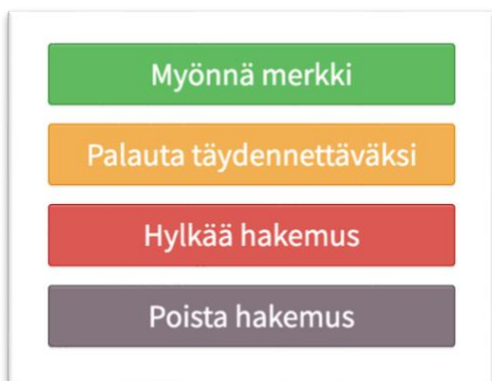 Myönnä merkki
Palauta täydennettäväksi
Hylkää hakemus
Poista hakemus